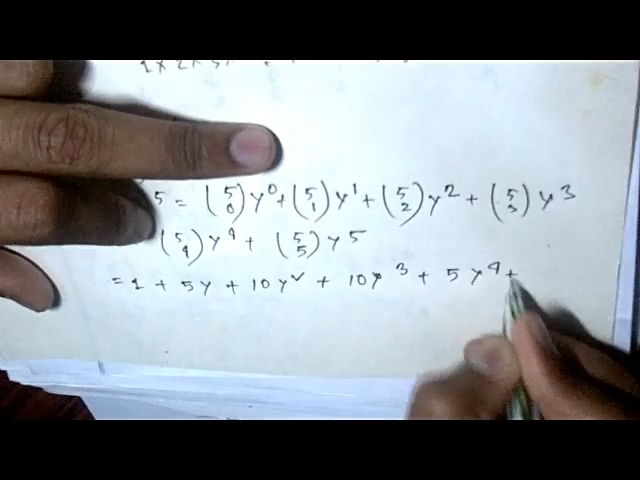 5 = (5 0) y⁰ + (5 1) y¹ + (5 2) y² + (5 3) y³
(5 4) y⁴ + (5 5) y⁵
= 1 + 5y + 10y² + 10y³ + 5y⁴ +